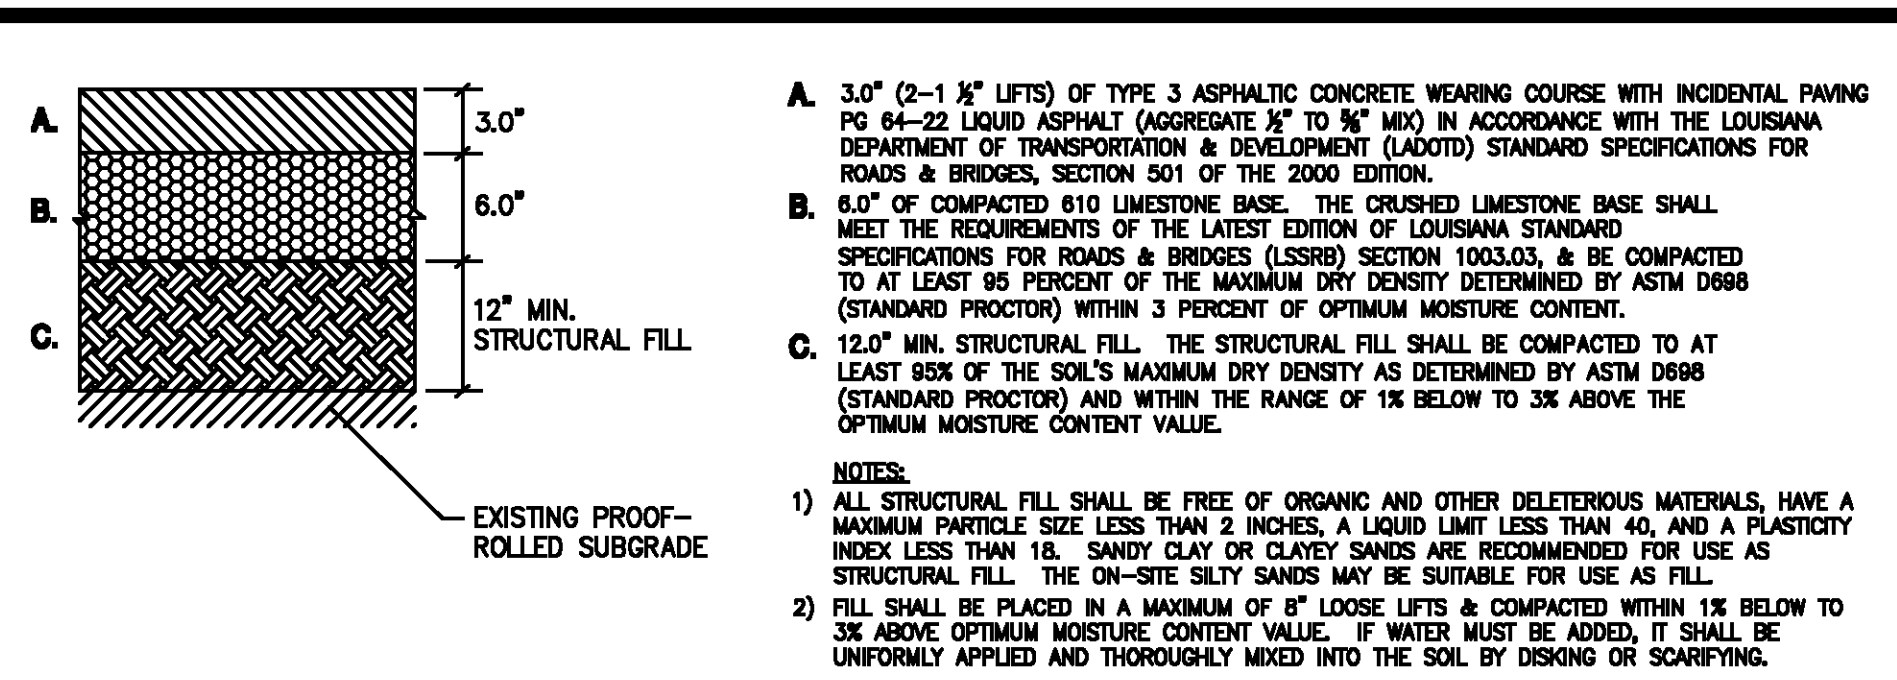 A.
3.0"
B.
6.0"
C.
12" MIN.
STRUCTURAL FILL
EXISTING PROOF-
ROLLED SUBGRADE
A. 3.0" (2-1 ½" LIFTS) OF TYPE 3 ASPHALTIC CONCRETE WEARING COURSE WITH INCIDENTAL PAVING
PG 64-22 LIQUID ASPHALT (AGGREGATE ½" TO ⅝" MIX) IN ACCORDANCE WITH THE LOUISIANA
DEPARTMENT OF TRANSPORTATION & DEVELOPMENT (LADOTD) STANDARD SPECIFICATIONS FOR
ROADS & BRIDGES, SECTION 501 OF THE 2000 EDITION.
B. 6.0" OF COMPACTED 610 LIMESTONE BASE. THE CRUSHED LIMESTONE BASE SHALL
MEET THE REQUIREMENTS OF THE LATEST EDITION OF LOUISIANA STANDARD
SPECIFICATIONS FOR ROADS & BRIDGES (LSSRB) SECTION 1003.03, & BE COMPACTED
TO AT LEAST 95 PERCENT OF THE MAXIMUM DRY DENSITY DETERMINED BY ASTM D698
(STANDARD PROCTOR) WITHIN 3 PERCENT OF OPTIMUM MOISTURE CONTENT.
C. 12.0" MIN. STRUCTURAL FILL. THE STRUCTURAL FILL SHALL BE COMPACTED TO AT
LEAST 95% OF THE SOIL'S MAXIMUM DRY DENSITY AS DETERMINED BY ASTM D698
(STANDARD PROCTOR) AND WITHIN THE RANGE OF 1% BELOW TO 3% ABOVE THE
OPTIMUM MOISTURE CONTENT VALUE.
NOTES:
1) ALL STRUCTURAL FILL SHALL BE FREE OF ORGANIC AND OTHER DELETERIOUS MATERIALS, HAVE A
MAXIMUM PARTICLE SIZE LESS THAN 2 INCHES, A LIQUID LIMIT LESS THAN 40, AND A PLASTICITY
INDEX LESS THAN 18. SANDY CLAY OR CLAYEY SANDS ARE RECOMMENDED FOR USE AS
STRUCTURAL FILL. THE ON-SITE SILTY SANDS MAY BE SUITABLE FOR USE AS FILL.
2) FILL SHALL BE PLACED IN A MAXIMUM OF 8" LOOSE LIFTS & COMPACTED WITHIN 1% BELOW TO
3% ABOVE OPTIMUM MOISTURE CONTENT VALUE. IF WATER MUST BE ADDED, IT SHALL BE
UNIFORMLY APPLIED AND THOROUGHLY MIXED INTO THE SOIL BY DISKING OR SCARIFYING.